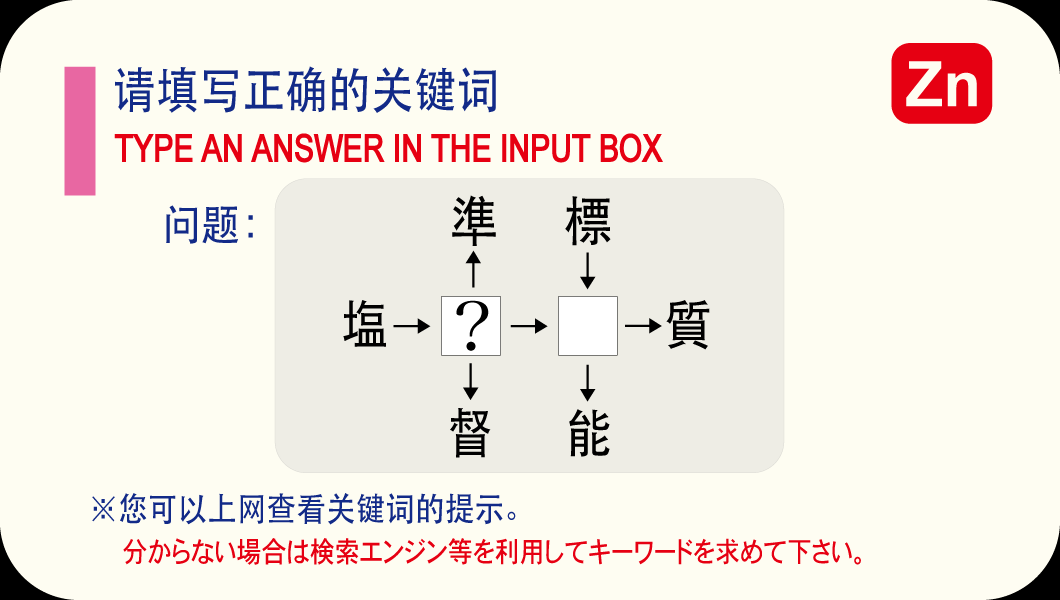 请填写正确的关键词
Zn
TYPE AN ANSWER IN THE INPUT BOX
问题：
準 標
塩→？→□→質
督 能
※您可以上网查看关键词的提示。
分からない場合は検索エンジン等を利用してキーワードを求めて下さい。